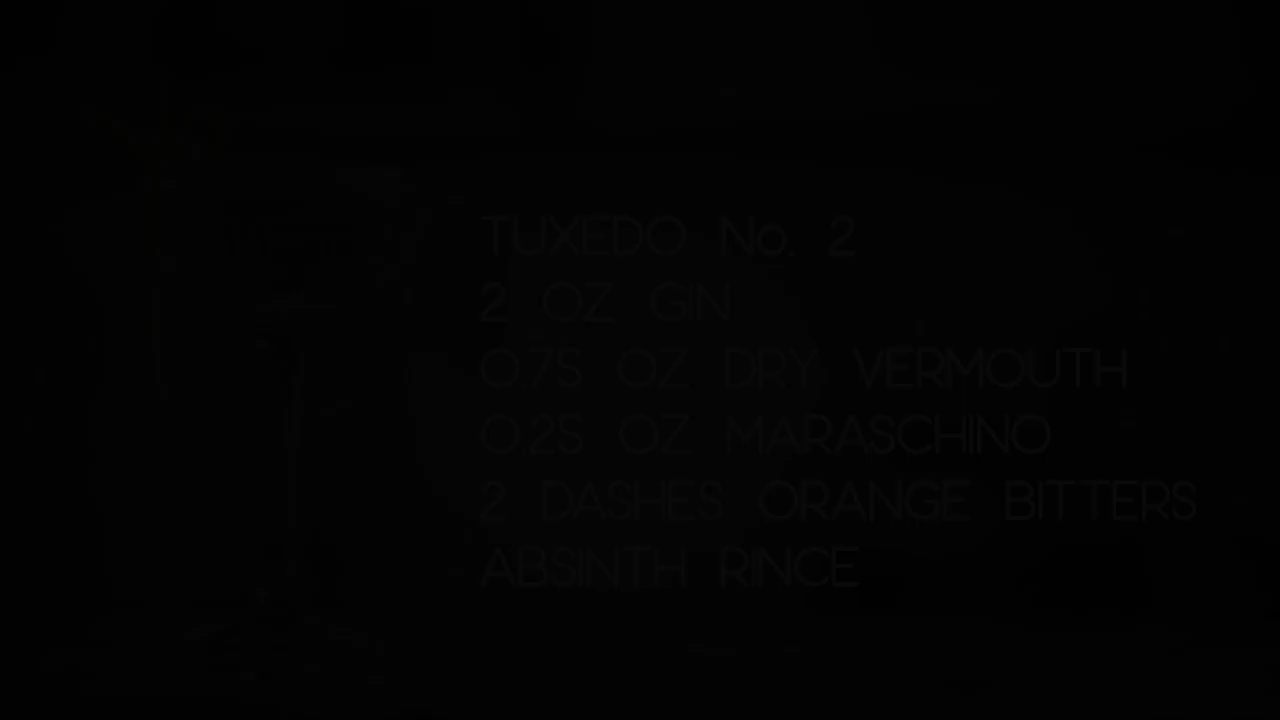 TUXEDO No. 2
2 OZ GIN
0.75 OZ DRY VERMOUTH
0.25 OZ MARASCHINO
2 DASHES ORANGE BITTERS
ABSINTH RINCE